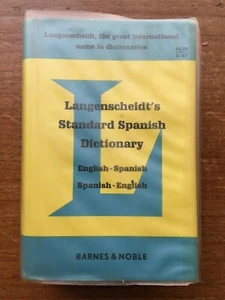 Langenscheidt, the great international
name in dictionaries
Langenscheidt's
Standard Spanish
Dictionary
English-Spanish
Spanish-English
BARNES & NOBLE